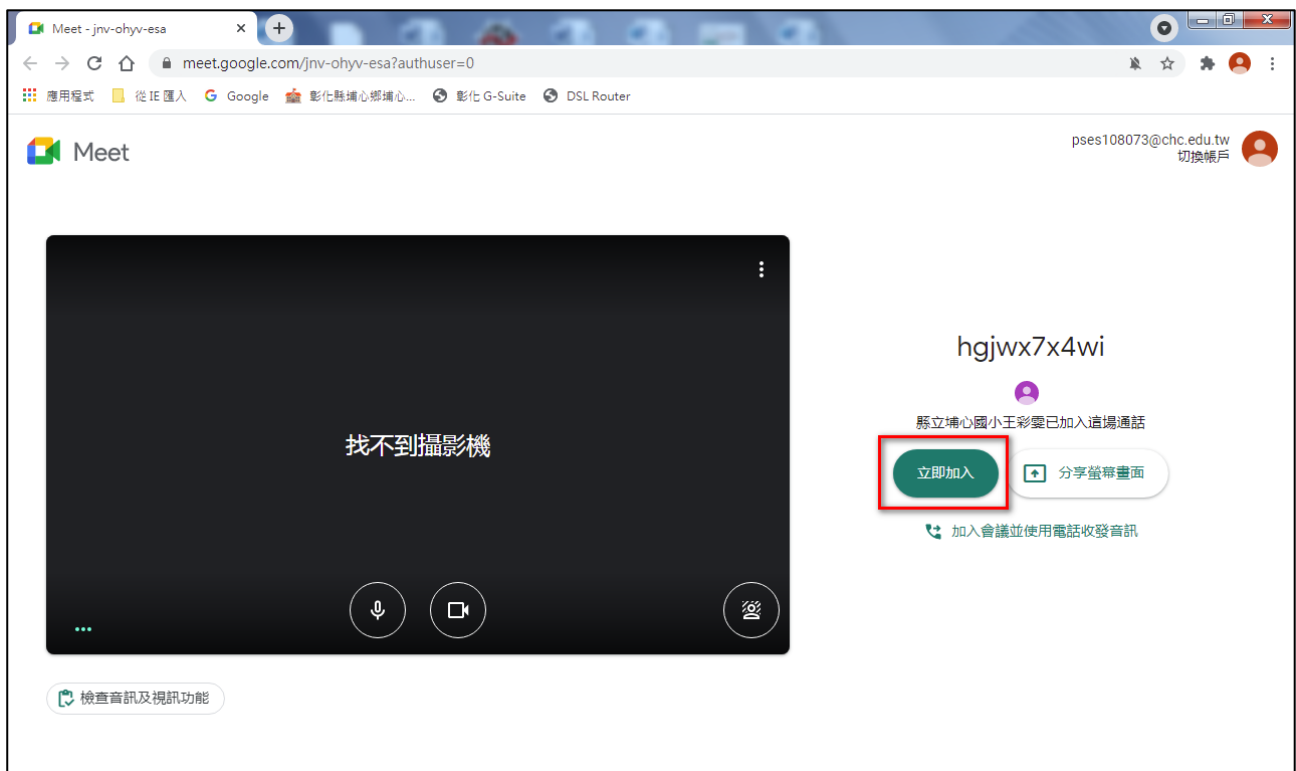 Meet - jnv-ohyv-esa
meet.google.com/jnv-ohyv-esa?authuser=0
應用程式 從 IE 匯入 Google 彰化縣埔心鄉埔心... 彰化 G-Suite DSL Router
Meet
pses108073@chc.edu.tw
切換帳戶
找不到攝影機
hgjwx7x4wi
縣立埔心國小王彩雯已加入這場通話
立即加入 分享螢幕畫面
加入會議並使用電話收發音訊
檢查音訊及視訊功能